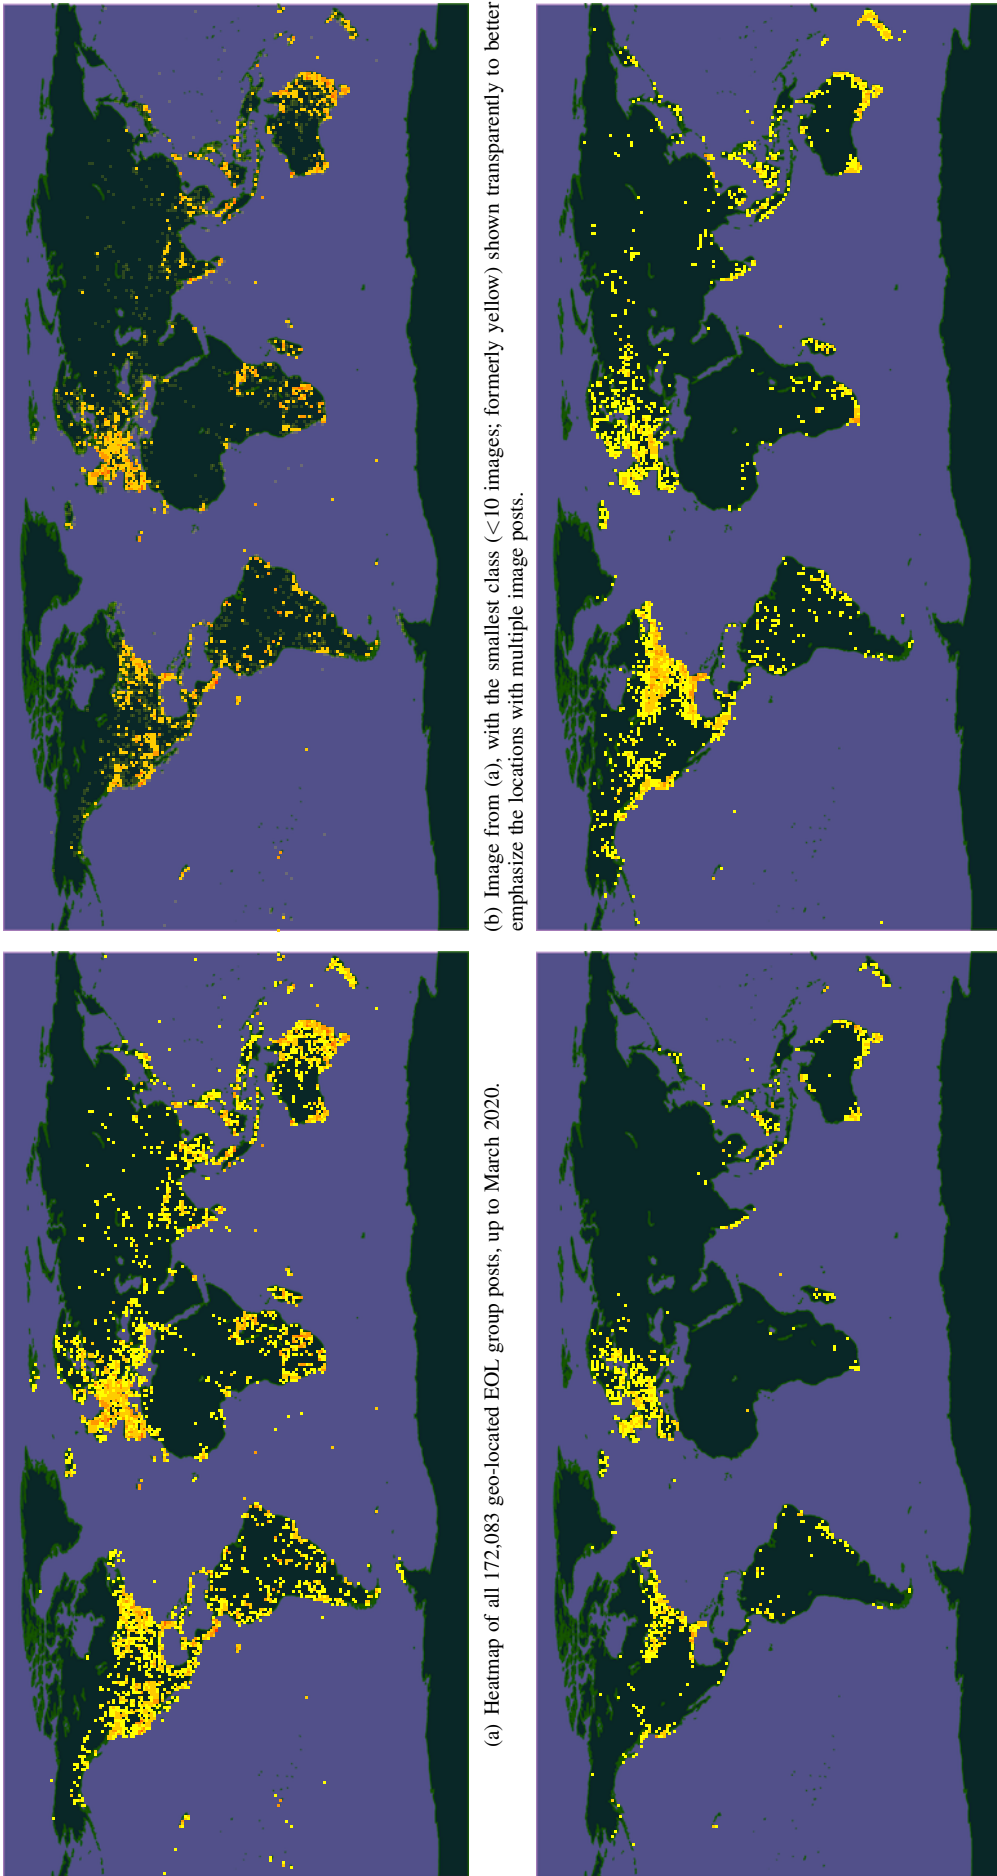 (a) Heatmap of all 172,083 geo-located EOL group posts, up to March 2020.
(b) Image from (a), with the smallest class (<10 images; formerly yellow) shown transparently to better
emphasize the locations with multiple image posts.